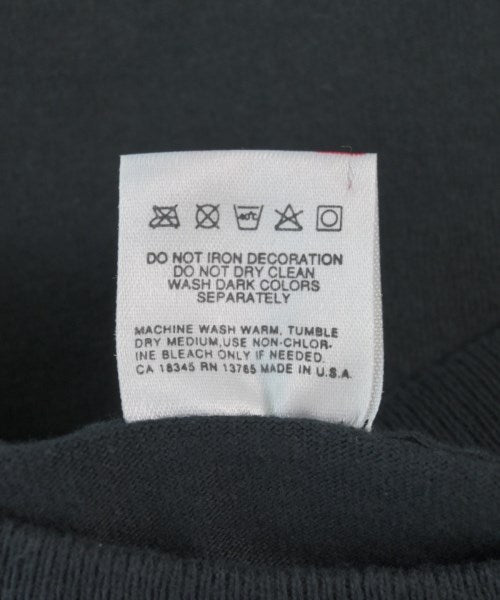 40°C
DO NOT IRON DECORATION
DO NOT DRY CLEAN
WASH DARK COLORS
SEPARATELY
MACHINE WASH WARM, TUMBLE
DRY MEDIUM, USE NON-CHLOR-
INE BLEACH ONLY IF NEEDED.
CA 18345 RN 13765 MADE IN U.S.A.